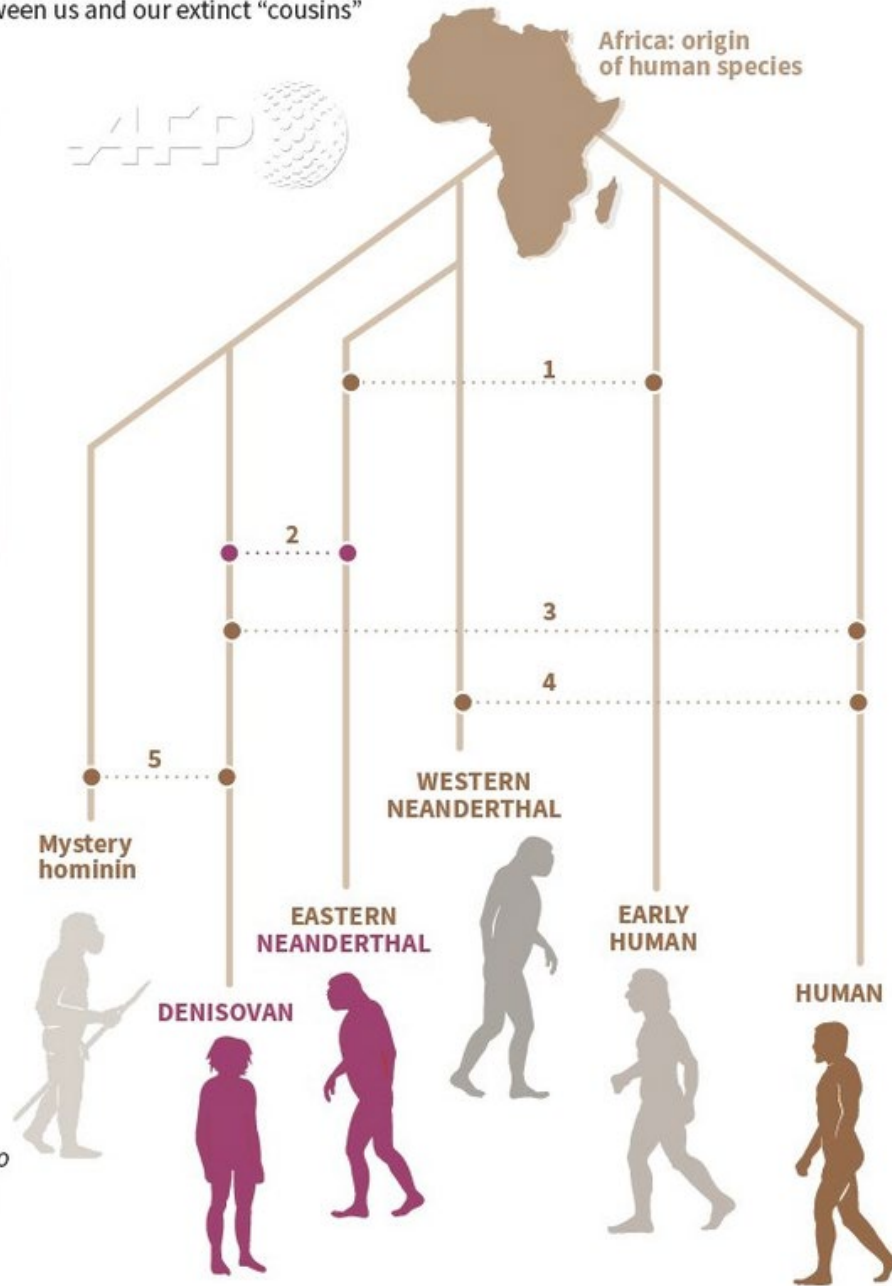 ween us and our extinct “cousins”
Africa: origin
of human species
AFP
1
2
3
4
5
WESTERN
NEANDERTHAL
Mystery
hominin
EASTERN
NEANDERTHAL
EARLY
HUMAN
DENISOVAN
HUMAN
o